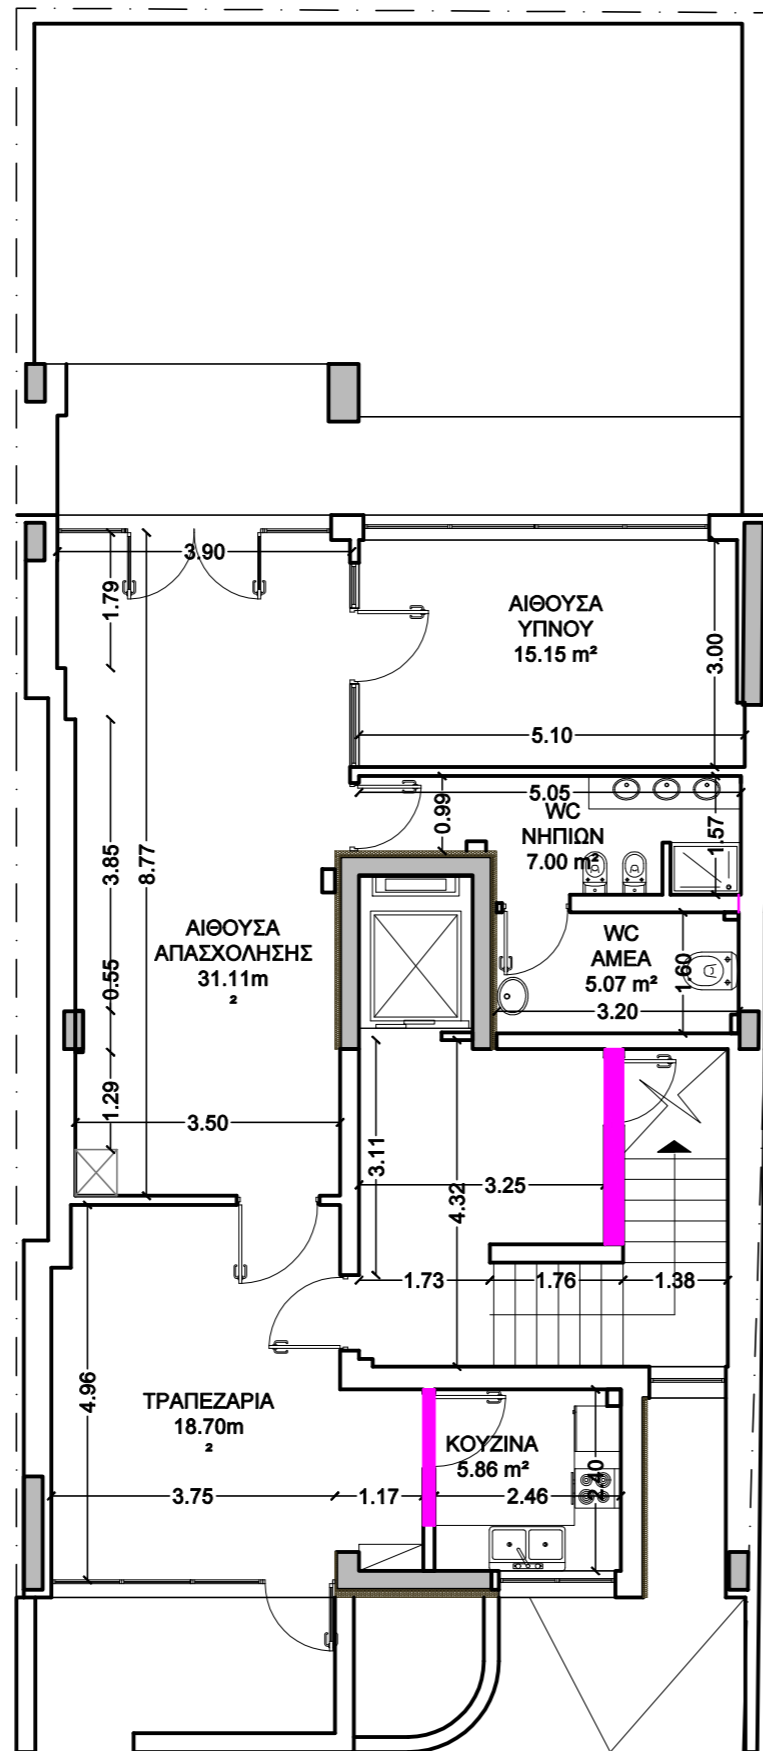 3.90
1.79
ΑΙΘΟΥΣΑ
ΥΠΝΟΥ
15.15 m²
3.00
5.10
5.05
0.99
WC
ΝΗΠΙΩΝ
7.00 m²
1.57
3.85
8.77
ΑΙΘΟΥΣΑ
ΑΠΑΣΧΟΛΗΣΗΣ
31.11m
2
WC
ΑΜΕΑ
5.07 m²
1.60
3.20
0.55
1.29
3.50
3.11
4.32
3.25
1.73
1.76
1.38
4.96
ΤΡΑΠΕΖΑΡΙΑ
18.70m
2
ΚΟΥΖΙΝΑ
5.86 m²
2.40
3.75
1.17
2.46